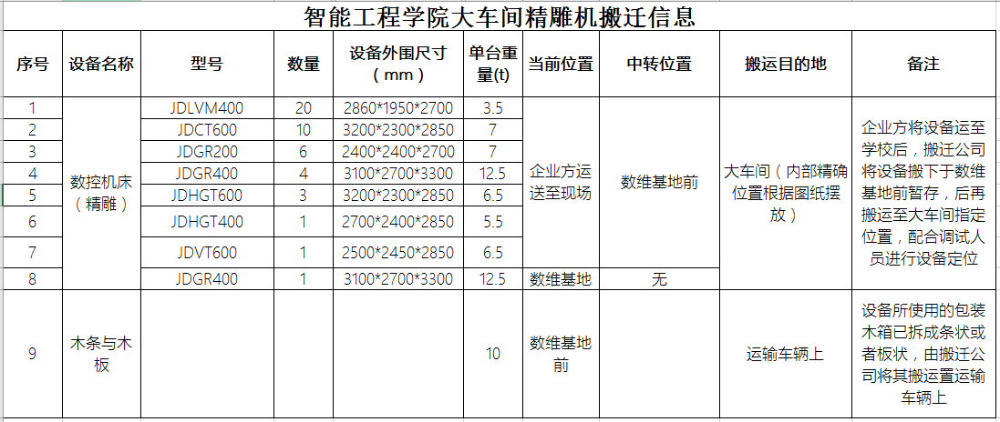 智能工程学院大车间精雕机搬迁信息
序号 设备名称 型号 数量 设备外围尺寸（mm） 单台重量(t) 当前位置 中转位置 搬运目的地 备注
1 JDLVM400 20 2860*1950*2700 3.5
2 JDCT600 10 3200*2300*2850 7
3 JDGR200 6 2400*2400*2700 7
4 JDGR400 4 3100*2700*3300 12.5
5 JDHGT600 3 3200*2300*2850 6.5
6 JDHGT400 1 2700*2400*2850 5.5
7 JDVT600 1 2500*2450*2850 6.5
8 JDGR400 1 3100*2700*3300 12.5 数维基地 无
数控机床
（精雕）
企业方运
送至现场
数维基地前
大车间（内部精确
位置根据图纸摆
放）
企业方将设备运至
学校后，搬迁公司
将设备搬下于数维
基地前暂存，后再
搬运至大车间指定
位置，配合调试人
员进行设备定位
9 木条与木板 10 数维基地前 运输车辆上
设备所使用的包装
木箱已拆成条状或
者板状，由搬迁公
司将其搬运置运输
车辆上